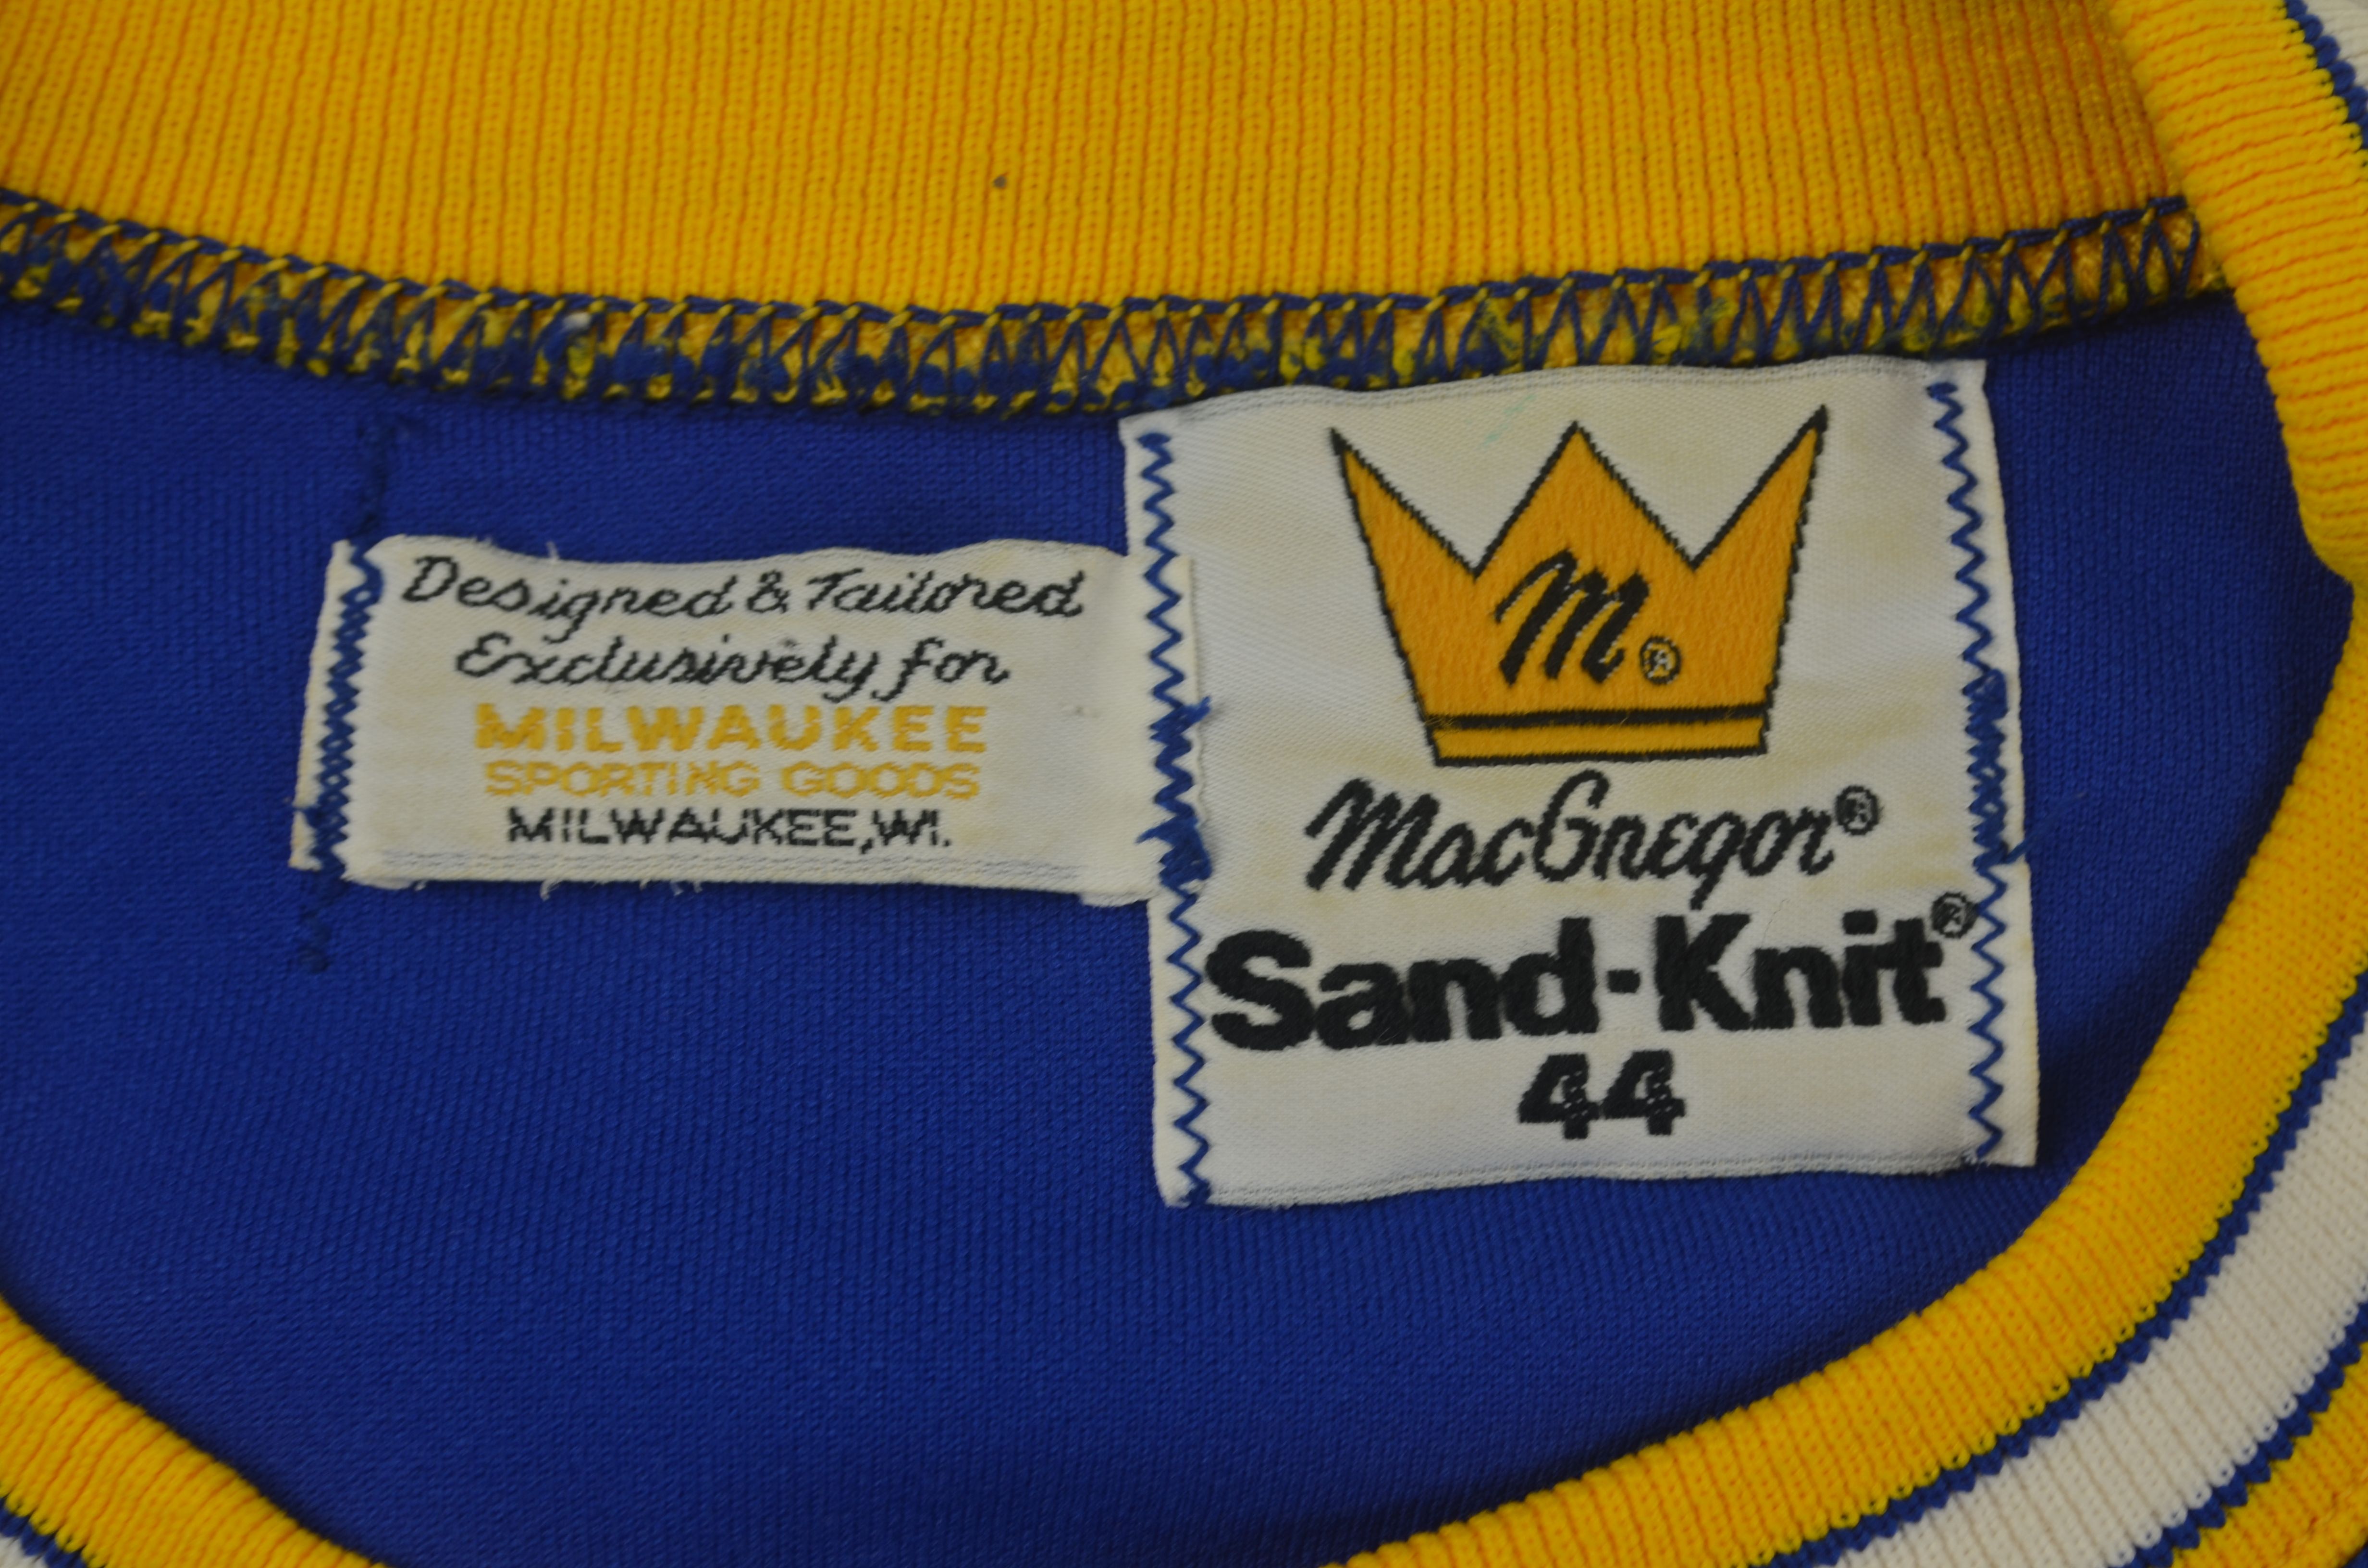 Designed & Tailored
Exclusively for
MILWAUKEE
SPORTING GOODS
MILWAUKEE, WI.
M®
MacGregor®
Sand-Knit®
44